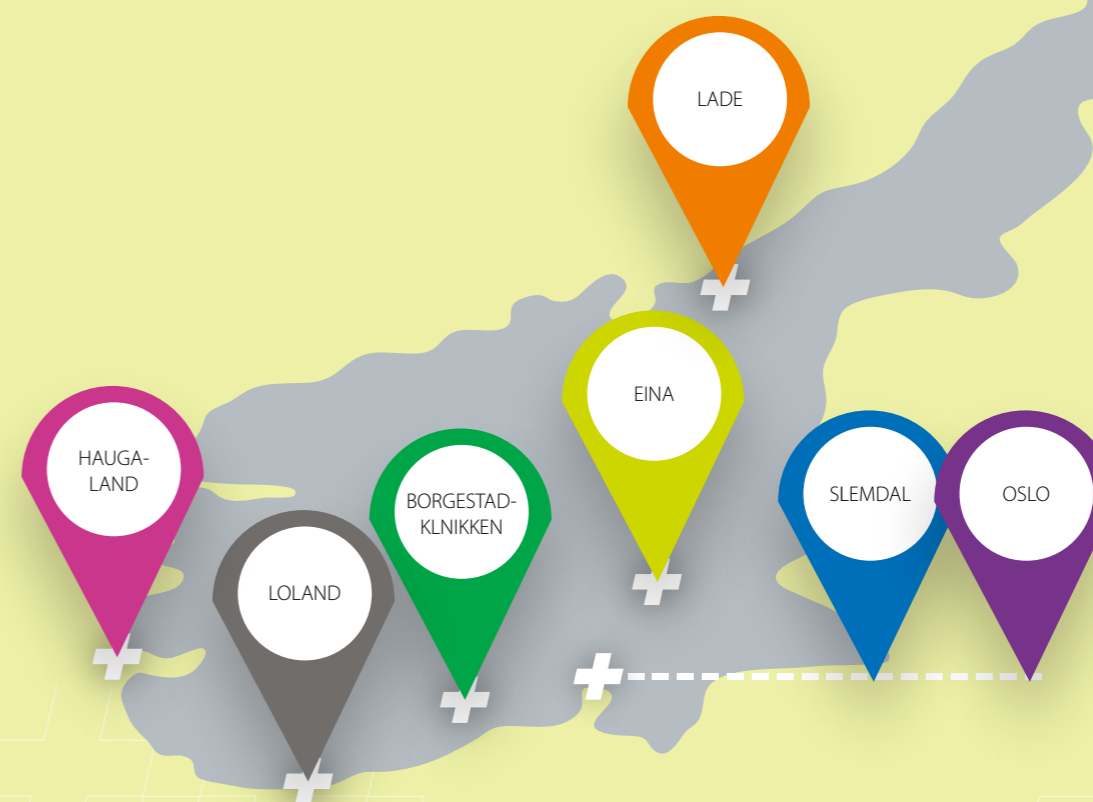 LADE
EINA
HAUGA-
LAND
BORGESTAD-
KLNIKKEN
SLEMDAL
OSLO
LOLAND